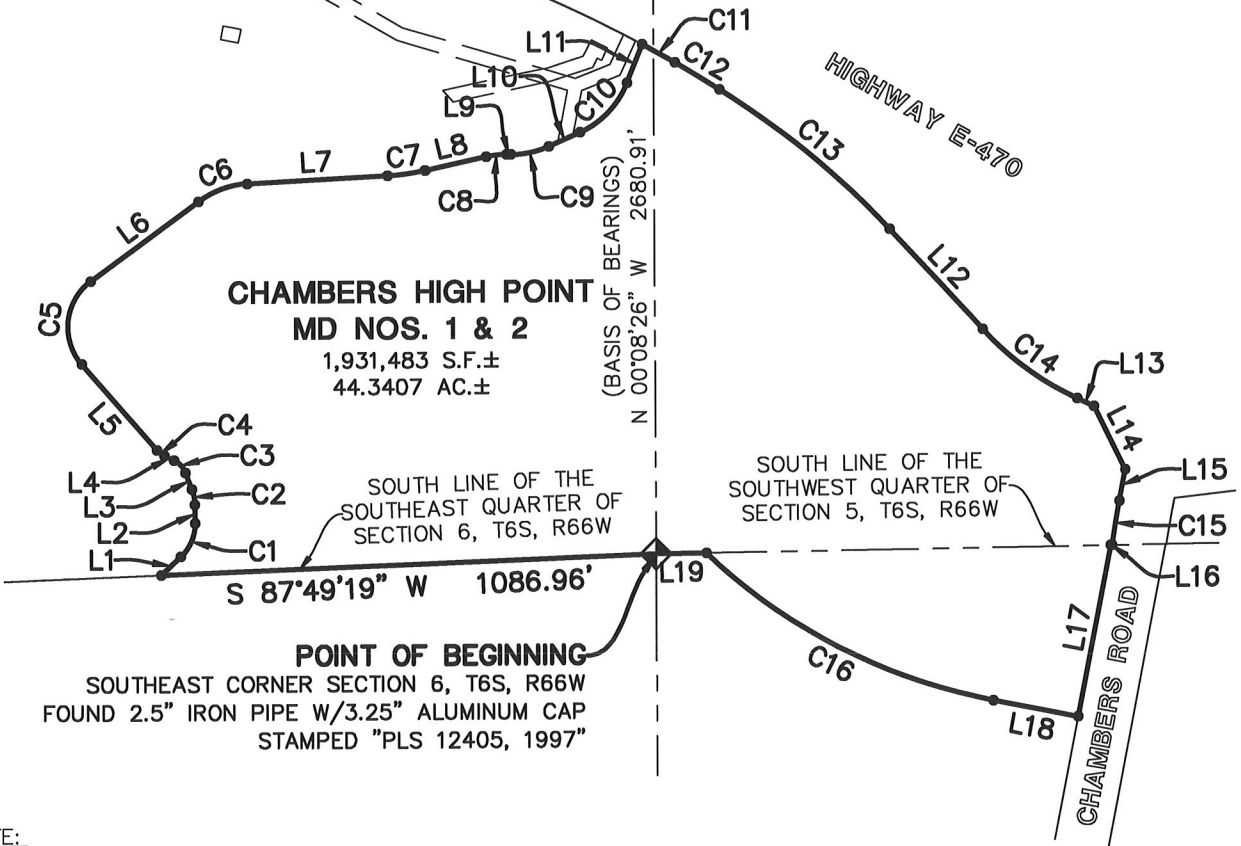 C11
L11
C12
HIGHWAY E-470
L10
C10
L9
C13
L8
C7
L7
C6
C8
C9
L6
(BASIS OF BEARINGS)
N 00°08'26" W 2680.91'
L12
CHAMBERS HIGH POINT
MD NOS. 1 & 2
1,931,483 S.F.±
44.3407 AC.±
C5
C14
L13
L5
C4
L14
C3
L4
SOUTH LINE OF THE
SOUTHEAST QUARTER OF
SECTION 6, T6S, R66W
SOUTH LINE OF THE
SOUTHWEST QUARTER OF
SECTION 5, T6S, R66W
L15
L3
C2
L2
C15
C1
L1
L19
L16
S 87°49'19" W 1086.96'
L17
CHAMBERS ROAD
POINT OF BEGINNING
SOUTHEAST CORNER SECTION 6, T6S, R66W
FOUND 2.5" IRON PIPE W/3.25" ALUMINUM CAP
STAMPED "PLS 12405, 1997"
C16
L18
TE: